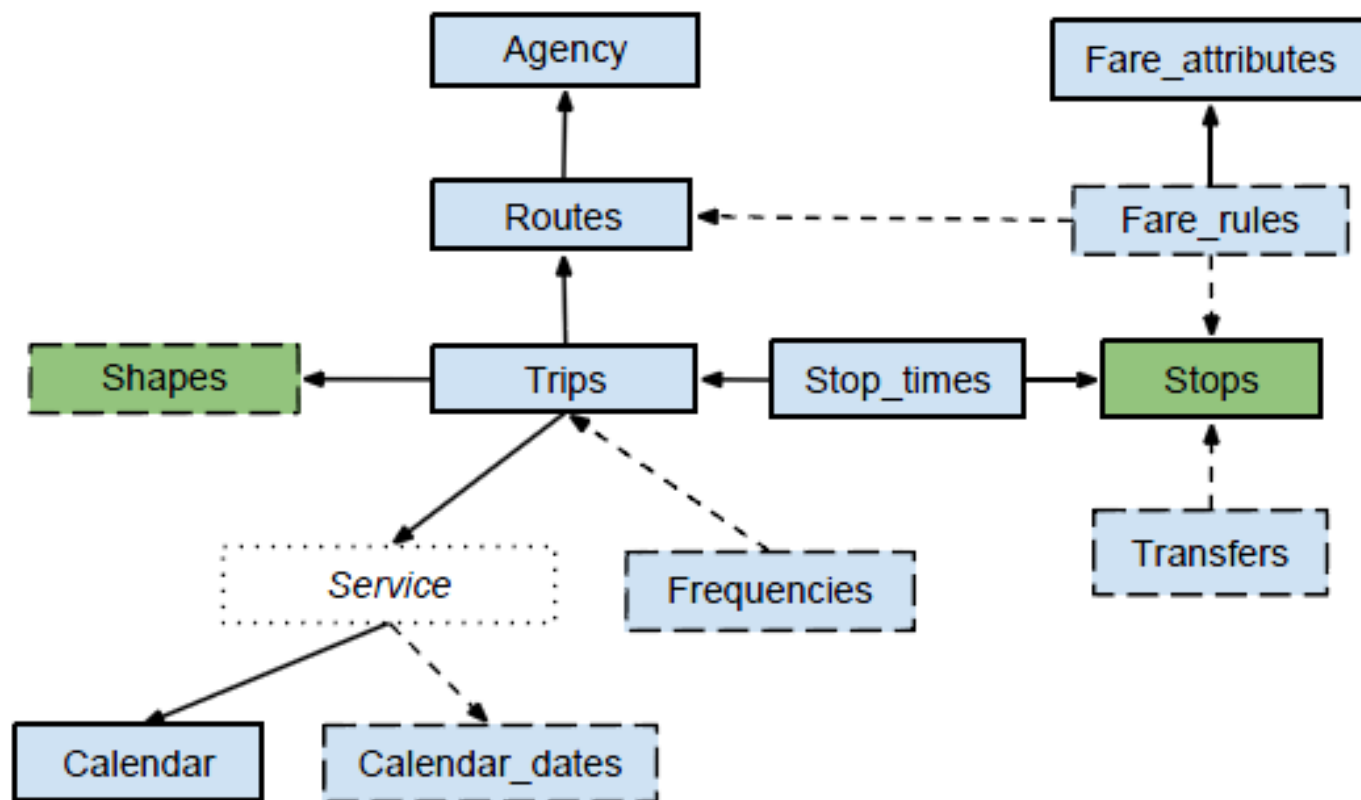 Agency
Fare_attributes
Routes
Fare_rules
Shapes
Trips
Stop_times
Stops
Service
Frequencies
Transfers
Calendar
Calendar_dates